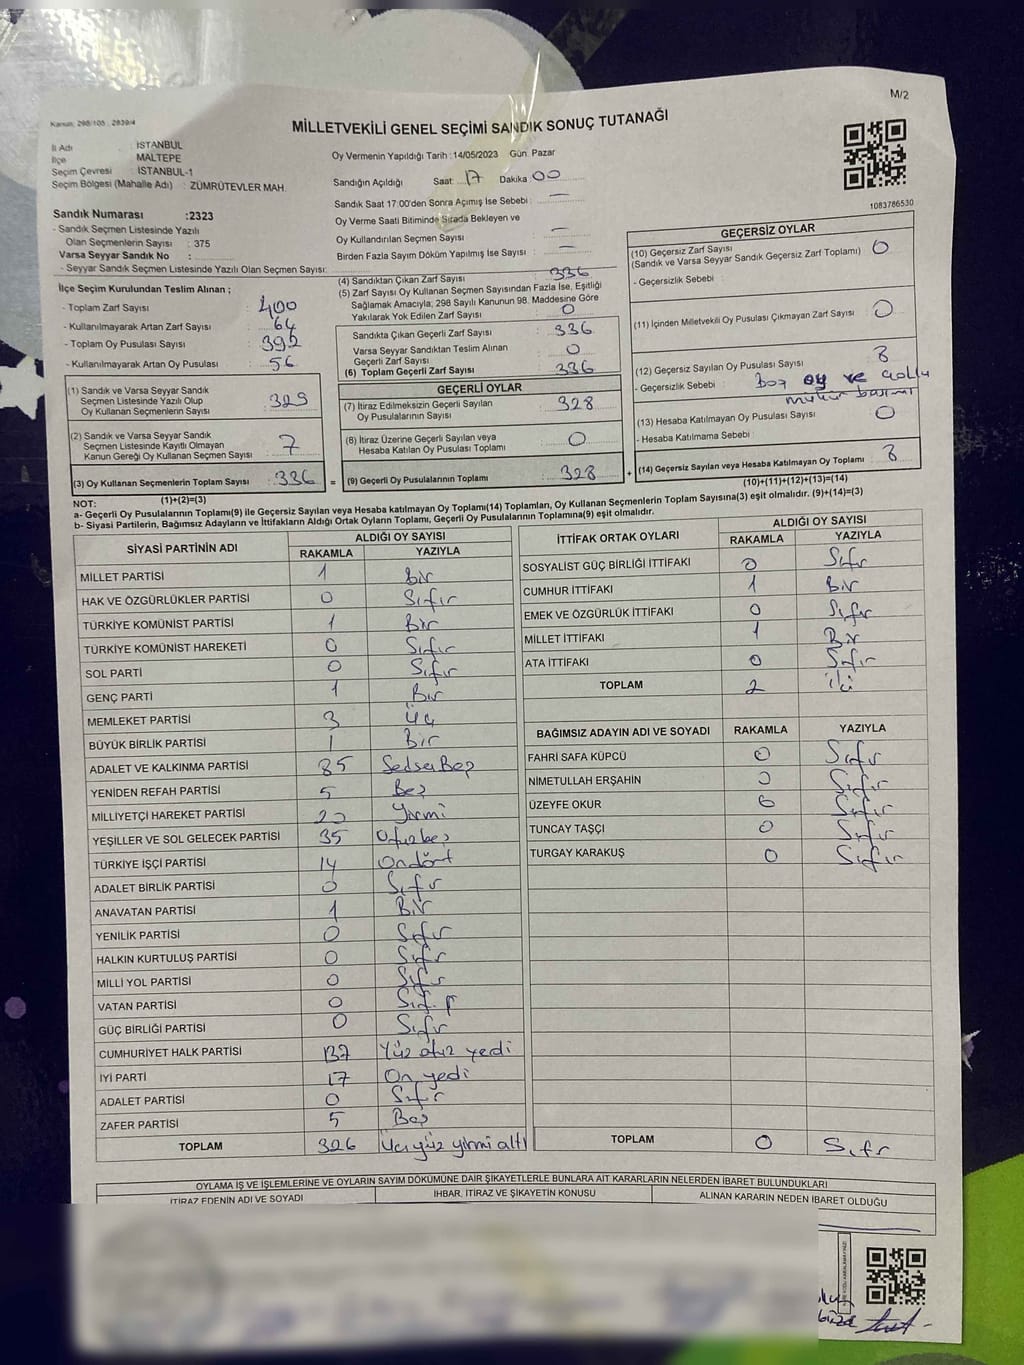 M/2
Kanun: 298/105 : 2839/4
MİLLETVEKİLİ GENEL SEÇİMİ SANDIK SONUÇ TUTANAĞI
İl Adı : İSTANBUL
İlçe : MALTEPE
Seçim Çevresi : İSTANBUL-1
Seçim Bölgesi (Mahalle Adı) : ZÜMRÜTEVLER MAH.
Oy Vermenin Yapıldığı Tarih : 14/05/2023 Gün: Pazar
Sandığın Açıldığı Saat: 17 Dakika: 00
Sandık Saat 17:00'den Sonra Açımış İse Sebebi : —
Oy Verme Saati Bitiminde Sırada Bekleyen ve
Oy Kullandırılan Seçmen Sayısı : —
Birden Fazla Sayım Döküm Yapılmış İse Sebebi : —
1083786530
Sandık Numarası :2323
- Sandık Seçmen Listesinde Yazılı
Olan Seçmenlerin Sayısı : 375
Varsa Seyyar Sandık No :
- Seyyar Sandık Seçmen Listesinde Yazılı Olan Seçmen Sayısı:
İlçe Seçim Kurulundan Teslim Alınan ;
- Toplam Zarf Sayısı : 400
- Kullanılmayarak Artan Zarf Sayısı : 64
- Toplam Oy Pusulası Sayısı : 392
- Kullanılmayarak Artan Oy Pusulası : 56
(1) Sandık ve Varsa Seyyar Sandık
Seçmen Listesinde Yazılı Olup
Oy Kullanan Seçmenlerin Sayısı : 329
(2) Sandık ve Varsa Seyyar Sandık
Seçmen Listesinde Kayıtlı Olmayan
Kanun Gereği Oy Kullanan Seçmen Sayısı : 7
(3) Oy Kullanan Seçmenlerin Toplam Sayısı : 336
(1)+(2)=(3)
(4) Sandıktan Çıkan Zarf Sayısı : 336
(5) Zarf Sayısı Oy Kullanan Seçmen Sayısından Fazla İse, Eşitliği
Sağlamak Amacıyla; 298 Sayılı Kanunun 98. Maddesine Göre
Yakılarak Yok Edilen Zarf Sayısı : 0
Sandıkta Çıkan Geçerli Zarf Sayısı : 336
Varsa Seyyar Sandıktan Teslim Alınan
Geçerli Zarf Sayısı : 0
(6) Toplam Geçerli Zarf Sayısı : 336
GEÇERLİ OYLAR
(7) İtiraz Edilmeksizin Geçerli Sayılan
Oy Pusulalarının Sayısı : 328
(8) İtiraz Üzerine Geçerli Sayılan veya
Hesaba Katılan Oy Pusulası Toplamı : 0
= (9) Geçerli Oy Pusulalarının Toplamı : 328 +
GEÇERSİZ OYLAR
(10) Geçersiz Zarf Sayısı
(Sandık ve Varsa Seyyar Sandık Geçersiz Zarf Toplamı) : 0
- Geçersizlik Sebebi :
(11) İçinden Milletvekili Oy Pusulası Çıkmayan Zarf Sayısı : 0
(12) Geçersiz Sayılan Oy Pusulası Sayısı : 8
- Geçersizlik Sebebi : boş oy ve çoklu
mühür basımı
(13) Hesaba Katılmayan Oy Pusulası Sayısı : 0
- Hesaba Katılmama Sebebi :
(14) Geçersiz Sayılan veya Hesaba Katılmayan Oy Toplamı : 8
(10)+(11)+(12)+(13)=(14)
NOT:
a- Geçerli Oy Pusulalarının Toplamı(9) ile Geçersiz Sayılan veya Hesaba katılmayan Oy Toplamı(14) Toplamları, Oy Kullanan Seçmenlerin Toplam Sayısına(3) eşit olmalıdır. (9)+(14)=(3)
b- Siyasi Partilerin, Bağımsız Adayların ve İttifakların Aldığı Ortak Oyların Toplamı, Geçerli Oy Pusulalarının Toplamına(9) eşit olmalıdır.
SİYASİ PARTİNİN ADI ALDIĞI OY SAYISI
RAKAMLA YAZIYLA
MİLLET PARTİSİ 1 Bir
HAK VE ÖZGÜRLÜKLER PARTİSİ 0 Sıfır
TÜRKİYE KOMÜNİST PARTİSİ 1 Bir
TÜRKİYE KOMÜNİST HAREKETİ 0 Sıfır
SOL PARTİ 0 Sıfır
GENÇ PARTİ 1 Bir
MEMLEKET PARTİSİ 3 Üç
BÜYÜK BİRLİK PARTİSİ 1 Bir
ADALET VE KALKINMA PARTİSİ 85 SeksenBeş
YENİDEN REFAH PARTİSİ 5 Beş
MİLLİYETÇİ HAREKET PARTİSİ 20 Yirmi
YEŞİLLER VE SOL GELECEK PARTİSİ 35 Otuzbeş
TÜRKİYE İŞÇİ PARTİSİ 14 Ondört
ADALET BİRLİK PARTİSİ 0 Sıfır
ANAVATAN PARTİSİ 1 Bir
YENİLİK PARTİSİ 0 Sıfır
HALKIN KURTULUŞ PARTİSİ 0 Sıfır
MİLLİ YOL PARTİSİ 0 Sıfır
VATAN PARTİSİ 0 Sıfır
GÜÇ BİRLİĞİ PARTİSİ 0 Sıfır
CUMHURİYET HALK PARTİSİ 137 Yüz otuz yedi
İYİ PARTİ 17 On yedi
ADALET PARTİSİ 0 Sıfır
ZAFER PARTİSİ 5 Beş
TOPLAM 326 Üçyüz yirmi altı
İTTİFAK ORTAK OYLARI ALDIĞI OY SAYISI
RAKAMLA YAZIYLA
SOSYALİST GÜÇ BİRLİĞİ İTTİFAKI 0 Sıfır
CUMHUR İTTİFAKI 1 Bir
EMEK VE ÖZGÜRLÜK İTTİFAKI 0 Sıfır
MİLLET İTTİFAKI 1 Bir
ATA İTTİFAKI 0 Sıfır
TOPLAM 2 iki
BAĞIMSIZ ADAYIN ADI VE SOYADI RAKAMLA YAZIYLA
FAHRİ SAFA KÜPCÜ 0 Sıfır
NİMETULLAH ERŞAHİN 0 Sıfır
ÜZEYFE OKUR 0 Sıfır
TUNCAY TAŞÇI 0 Sıfır
TURGAY KARAKUŞ 0 Sıfır
TOPLAM 0 Sıfır
OYLAMA İŞ VE İŞLEMLERİNE VE OYLARIN SAYIM DÖKÜMÜNE DAİR ŞİKAYETLERLE BUNLARA AİT KARARLARIN NELERDEN İBARET BULUNDUKLARI
İTİRAZ EDENİN ADI VE SOYADI İHBAR, İTİRAZ VE ŞİKAYETİN KONUSU ALINAN KARARIN NEDEN İBARET OLDUĞU